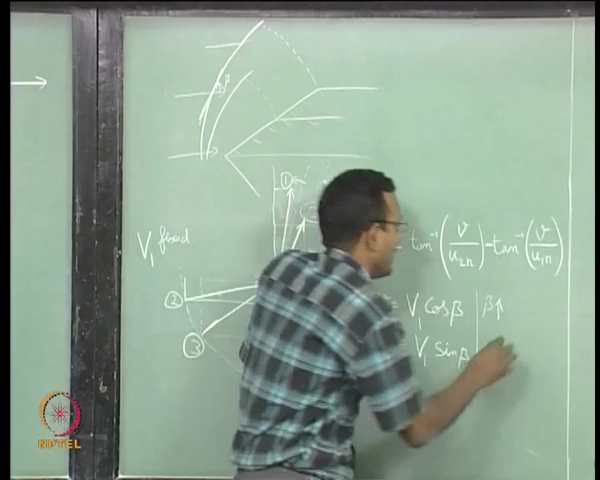 β
①
V₁ fixed
②
③
= tan⁻¹(v/u₂ₙ) - tan⁻¹(v/u₁ₙ)
= V₁ Cosβ | β↑
V₁ Sinβ
NPTEL